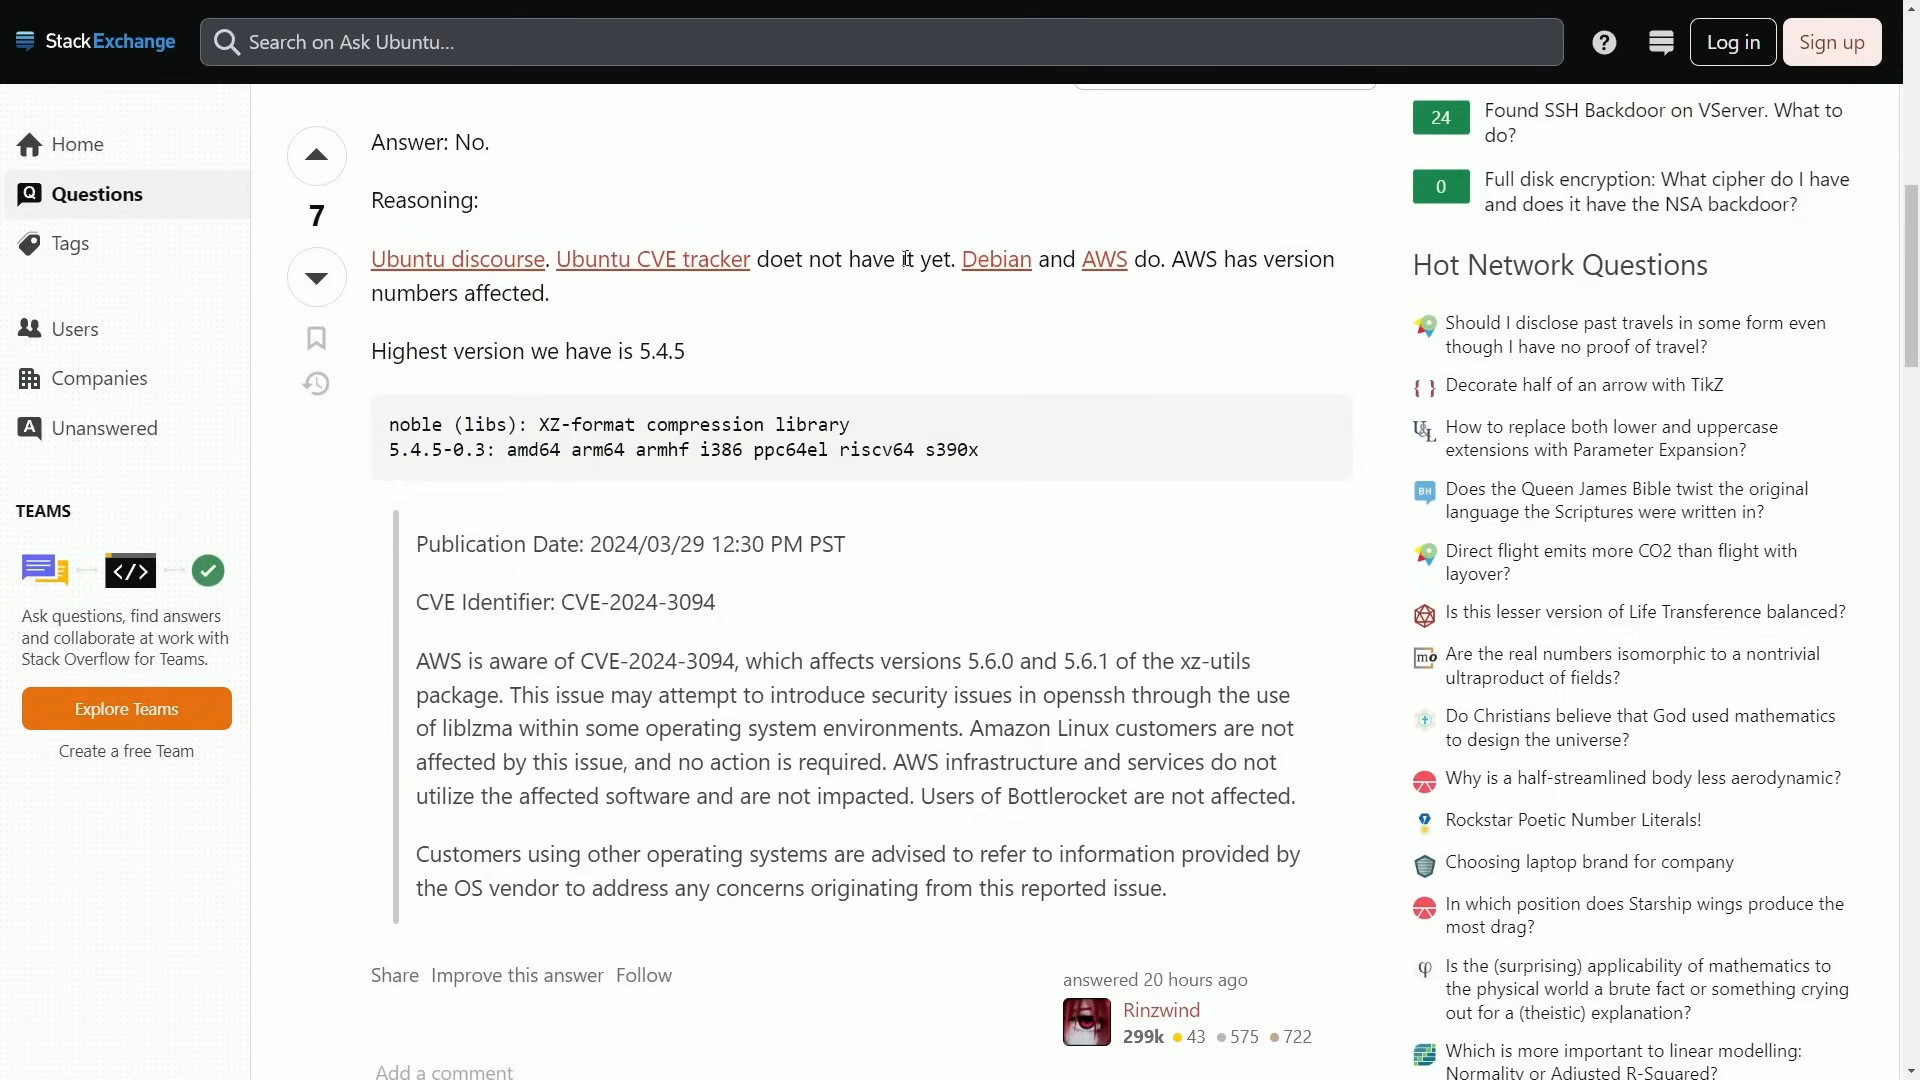 StackExchange
Search on Ask Ubuntu...
Log in
Sign up
Home
Questions
Tags
Users
Companies
Unanswered
TEAMS
Ask questions, find answers
and collaborate at work with
Stack Overflow for Teams.
Explore Teams
Create a free Team
7
Answer: No.
Reasoning:
Ubuntu discourse. Ubuntu CVE tracker doet not have it yet. Debian and AWS do. AWS has version
numbers affected.
Highest version we have is 5.4.5
noble (libs): XZ-format compression library
5.4.5-0.3: amd64 arm64 armhf i386 ppc64el riscv64 s390x
Publication Date: 2024/03/29 12:30 PM PST
CVE Identifier: CVE-2024-3094
AWS is aware of CVE-2024-3094, which affects versions 5.6.0 and 5.6.1 of the xz-utils
package. This issue may attempt to introduce security issues in openssh through the use
of liblzma within some operating system environments. Amazon Linux customers are not
affected by this issue, and no action is required. AWS infrastructure and services do not
utilize the affected software and are not impacted. Users of Bottlerocket are not affected.
Customers using other operating systems are advised to refer to information provided by
the OS vendor to address any concerns originating from this reported issue.
Share Improve this answer Follow
answered 20 hours ago
Rinzwind
299k 43 575 722
Add a comment
24 Found SSH Backdoor on VServer. What to
do?
0 Full disk encryption: What cipher do I have
and does it have the NSA backdoor?
Hot Network Questions
Should I disclose past travels in some form even
though I have no proof of travel?
Decorate half of an arrow with TikZ
How to replace both lower and uppercase
extensions with Parameter Expansion?
Does the Queen James Bible twist the original
language the Scriptures were written in?
Direct flight emits more CO2 than flight with
layover?
Is this lesser version of Life Transference balanced?
Are the real numbers isomorphic to a nontrivial
ultraproduct of fields?
Do Christians believe that God used mathematics
to design the universe?
Why is a half-streamlined body less aerodynamic?
Rockstar Poetic Number Literals!
Choosing laptop brand for company
In which position does Starship wings produce the
most drag?
Is the (surprising) applicability of mathematics to
the physical world a brute fact or something crying
out for a (theistic) explanation?
Which is more important to linear modelling:
Normality or Adjusted R-Squared?